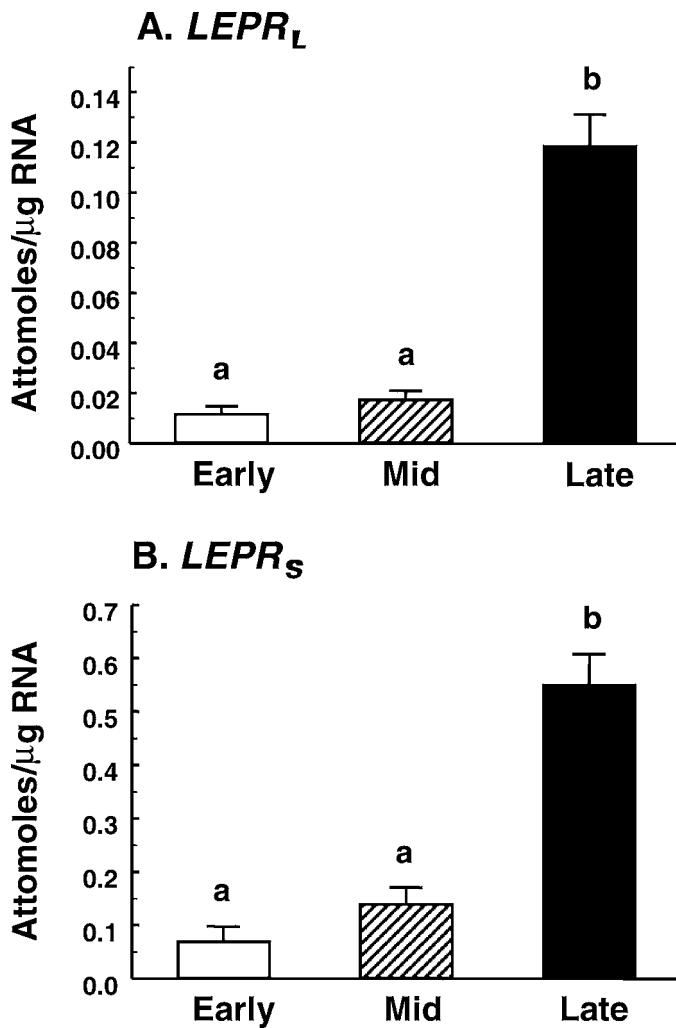 A. LEPRL
Attomoles/μg RNA
0.14
0.12
0.10
0.08
0.06
0.04
0.02
0.00
a
a
b
Early
Mid
Late
B. LEPRS
Attomoles/μg RNA
0.7
0.6
0.5
0.4
0.3
0.2
0.1
0.0
a
a
b
Early
Mid
Late